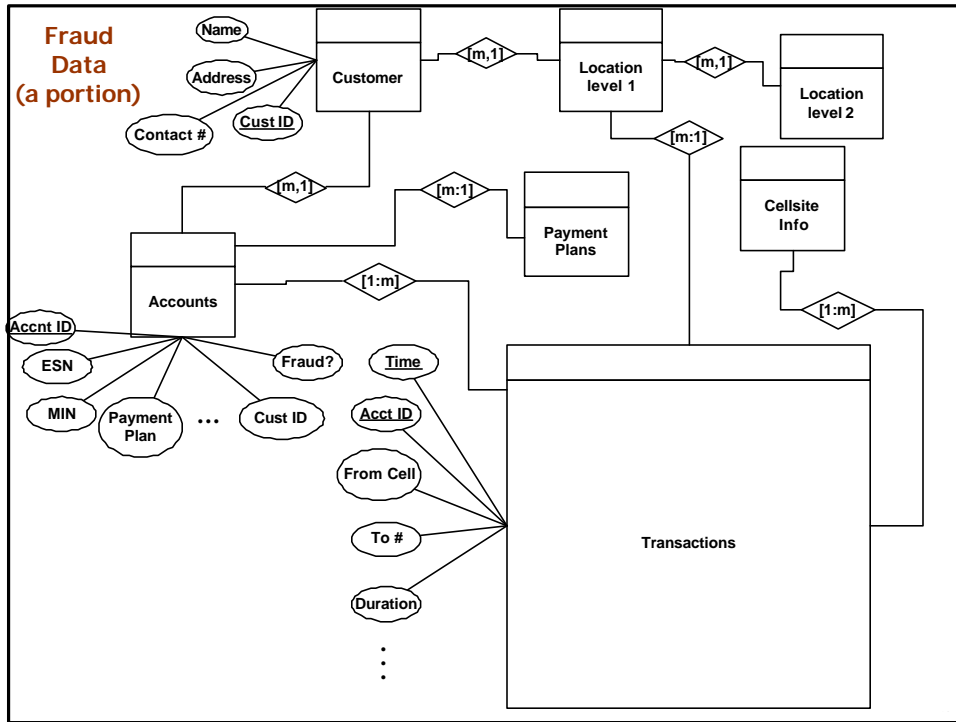 Fraud
Data
(a portion)
Name
Address
Contact #
Cust ID
Customer
[m,1]
Location
level 1
[m,1]
Location
level 2
[m:1]
[m,1]
[m:1]
Payment
Plans
Cellsite
Info
Accounts
[1:m]
[1:m]
Accnt ID
ESN
MIN
Payment
Plan
...
Cust ID
Fraud?
Time
Acct ID
From Cell
To #
Duration
Transactions